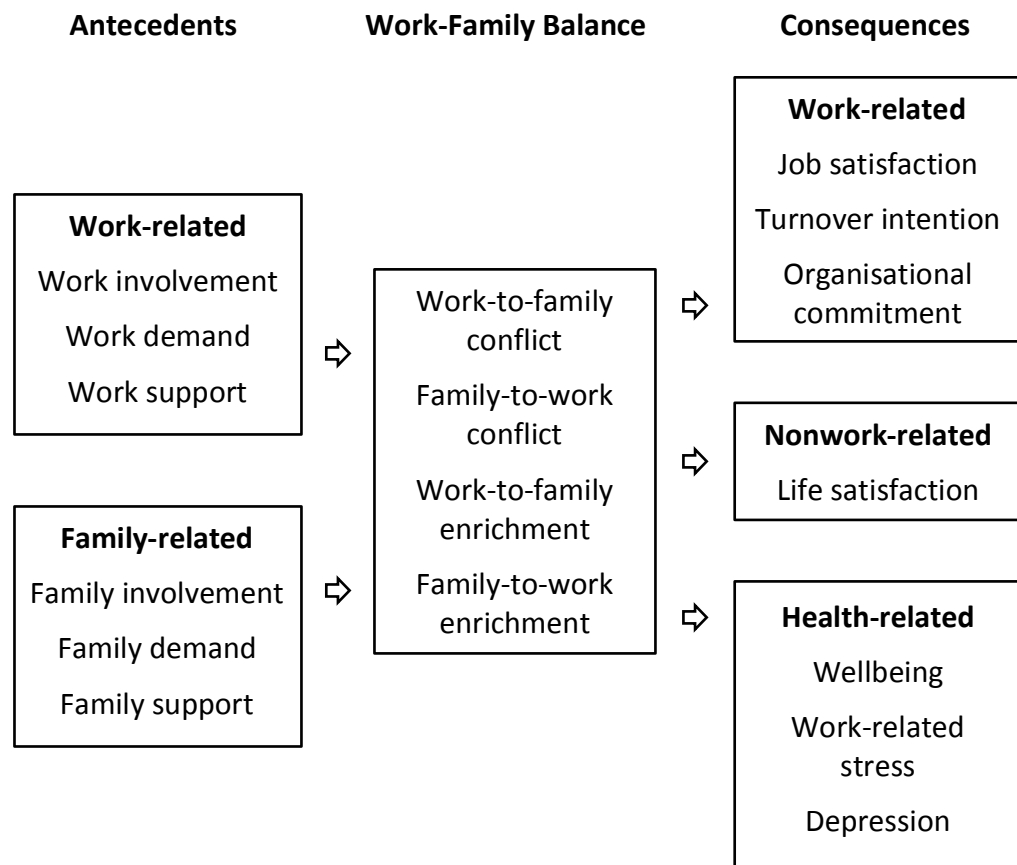 Antecedents
Work-Family Balance
Consequences
Work-related
Work involvement
Work demand
Work support
Family-related
Family involvement
Family demand
Family support
Work-to-family
conflict
Family-to-work
conflict
Work-to-family
enrichment
Family-to-work
enrichment
Work-related
Job satisfaction
Turnover intention
Organisational
commitment
Nonwork-related
Life satisfaction
Health-related
Wellbeing
Work-related
stress
Depression